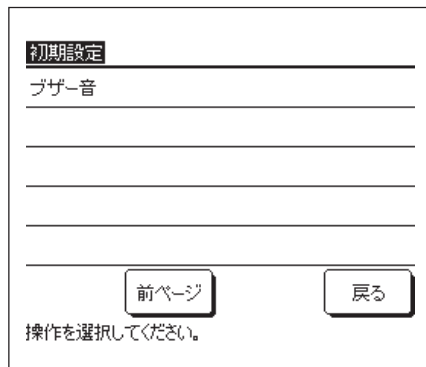 初期設定
ブザー音
前ページ
戻る
操作を選択してください。